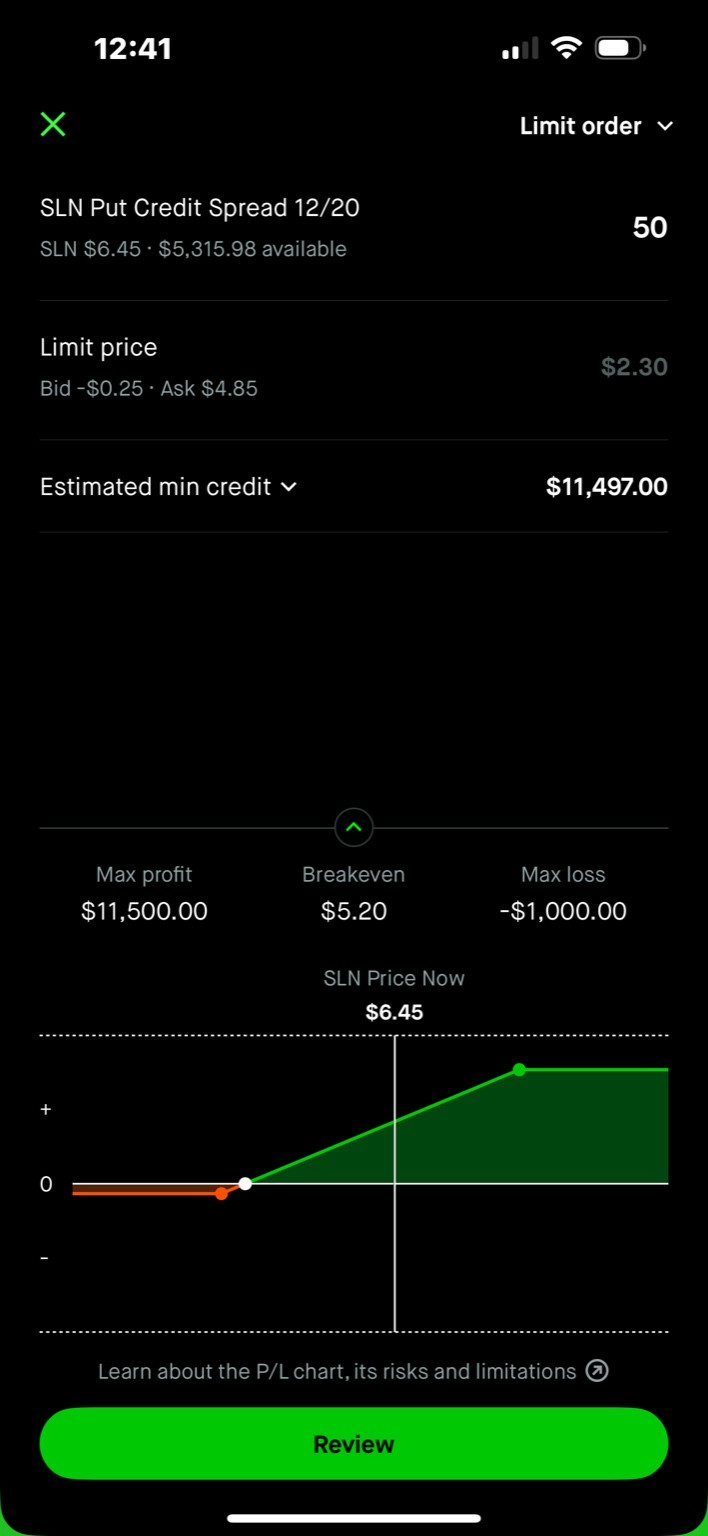 12:41
Limit order
SLN Put Credit Spread 12/20
50
SLN $6.45 · $5,315.98 available
Limit price
$2.30
Bid -$0.25 · Ask $4.85
Estimated min credit
$11,497.00
Max profit
Breakeven
Max loss
$11,500.00
$5.20
-$1,000.00
SLN Price Now
$6.45
+
0
-
Learn about the P/L chart, its risks and limitations
Review